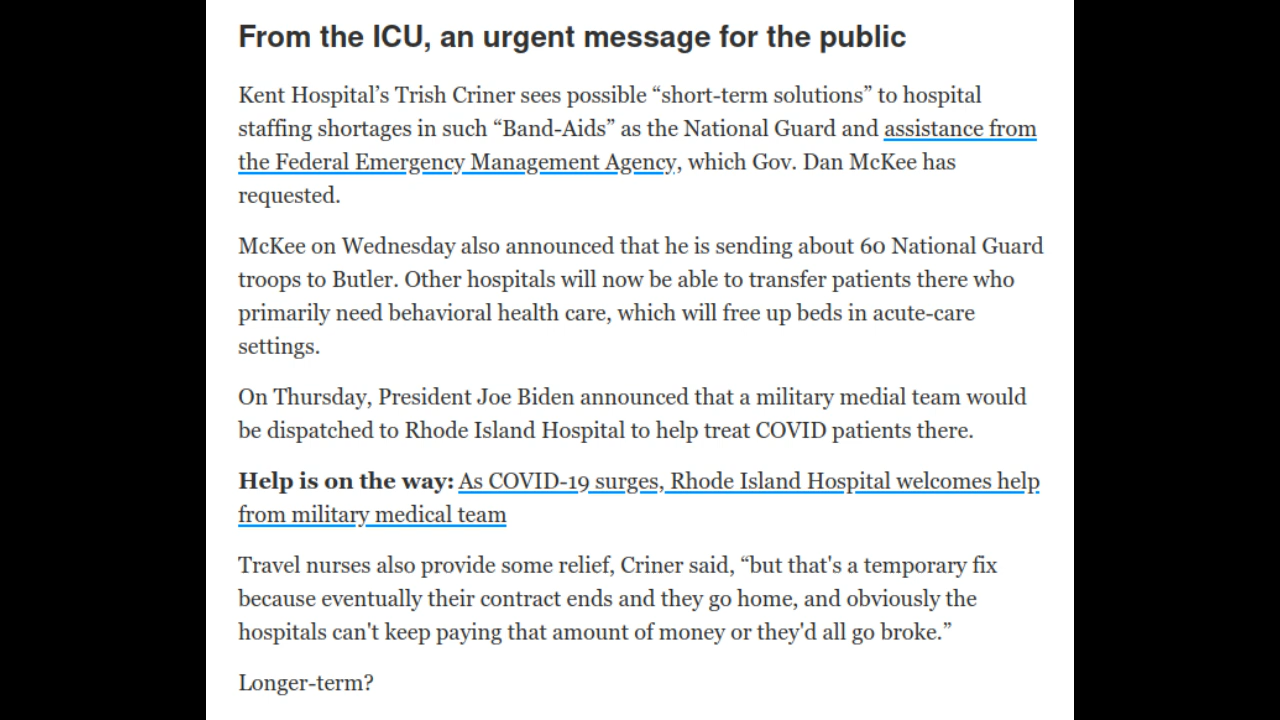 From the ICU, an urgent message for the public
Kent Hospital’s Trish Criner sees possible “short-term solutions” to hospital
staffing shortages in such “Band-Aids” as the National Guard and assistance from
the Federal Emergency Management Agency, which Gov. Dan McKee has
requested.
McKee on Wednesday also announced that he is sending about 60 National Guard
troops to Butler. Other hospitals will now be able to transfer patients there who
primarily need behavioral health care, which will free up beds in acute-care
settings.
On Thursday, President Joe Biden announced that a military medial team would
be dispatched to Rhode Island Hospital to help treat COVID patients there.
Help is on the way: As COVID-19 surges, Rhode Island Hospital welcomes help
from military medical team
Travel nurses also provide some relief, Criner said, “but that's a temporary fix
because eventually their contract ends and they go home, and obviously the
hospitals can't keep paying that amount of money or they'd all go broke.”
Longer-term?